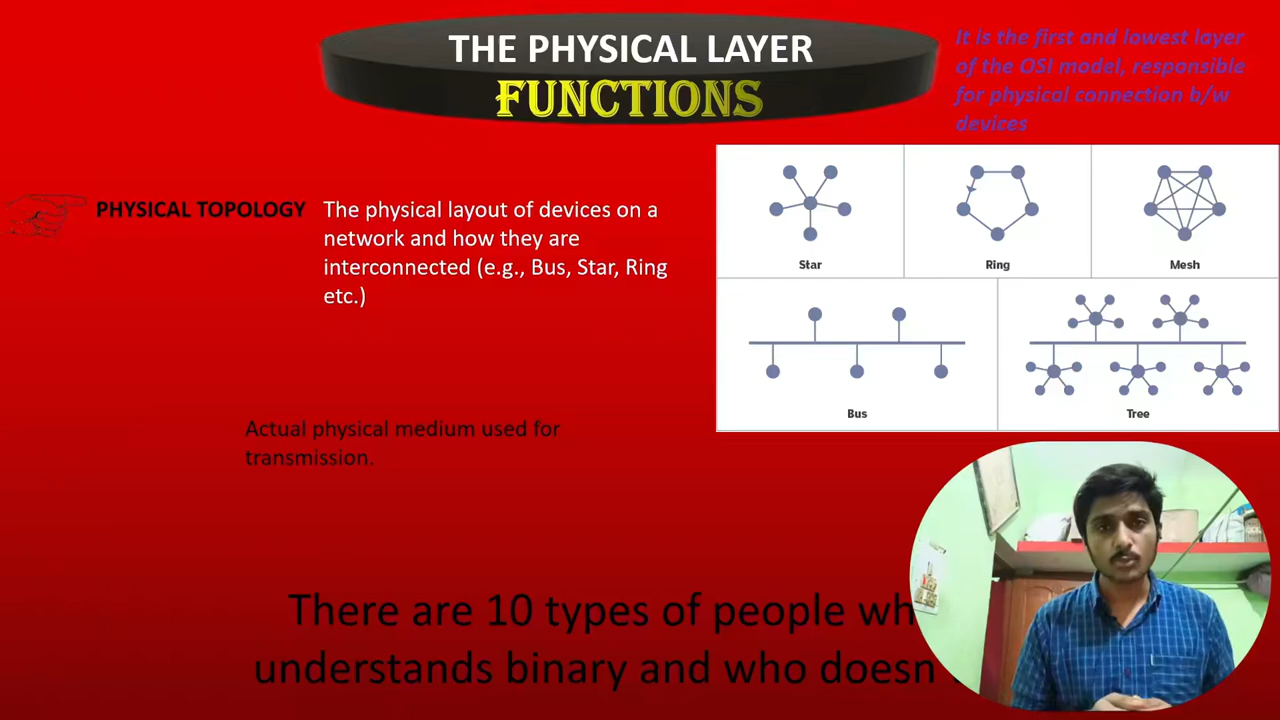 THE PHYSICAL LAYER
FUNCTIONS
It is the first and lowest layer
of the OSI model, responsible
for physical connection b/w
devices
PHYSICAL TOPOLOGY
The physical layout of devices on a
network and how they are
interconnected (e.g., Bus, Star, Ring
etc.)
Star
Ring
Mesh
Bus
Tree
Actual physical medium used for
transmission.
There are 10 types of people wh
understands binary and who doesn